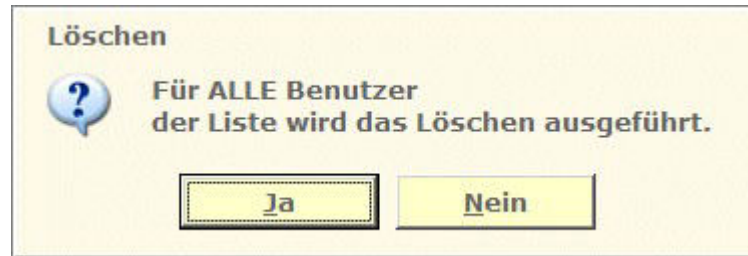 Löschen
Für ALLE Benutzer
der Liste wird das Löschen ausgeführt.
Ja
Nein